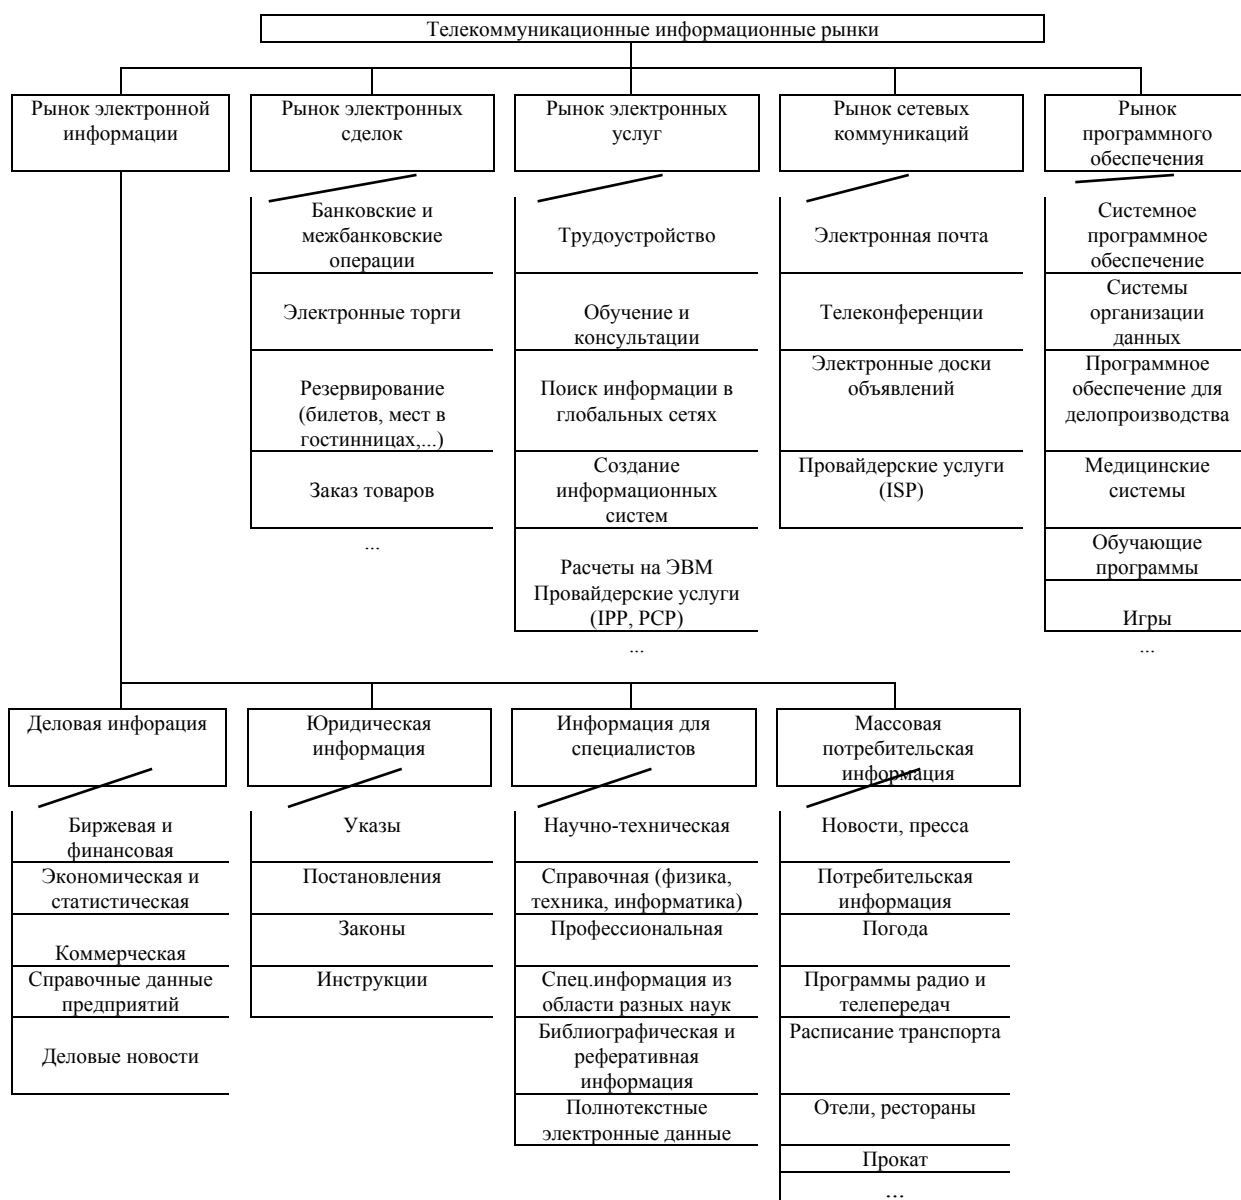 Телекоммуникационные информационные рынки
Рынок электронной
информации
Рынок электронных
сделок
Рынок электронных
услуг
Рынок сетевых
коммуникаций
Рынок
программного
обеспечения
Банковские и
межбанковские
операции
Электронные торги
Резервирование
(билетов, мест в
гостинницах,...)
Заказ товаров
...
Трудоустройство
Обучение и
консультации
Поиск информации в
глобальных сетях
Создание
информационных
систем
Расчеты на ЭВМ
Провайдерские услуги
(IPP, PCP)
...
Электронная почта
Телеконференции
Электронные доски
объявлений
Провайдерские услуги
(ISP)
Системное
программное
обеспечение
Системы
организации
данных
Программное
обеспечение для
делопроизводства
Медицинские
системы
Обучающие
программы
Игры
...
Деловая инфорация
Юридическая
информация
Информация для
специалистов
Массовая
потребительская
информация
Биржевая и
финансовая
Экономическая и
статистическая
Коммерческая
Справочные данные
предприятий
Деловые новости
Указы
Постановления
Законы
Инструкции
Научно-техническая
Справочная (физика,
техника, информатика)
Профессиональная
Спец.информация из
области разных наук
Библиографическая и
реферативная
информация
Полнотекстные
электронные данные
Новости, пресса
Потребительская
информация
Погода
Программы радио и
телепередач
Расписание транспорта
Отели, рестораны
Прокат
...